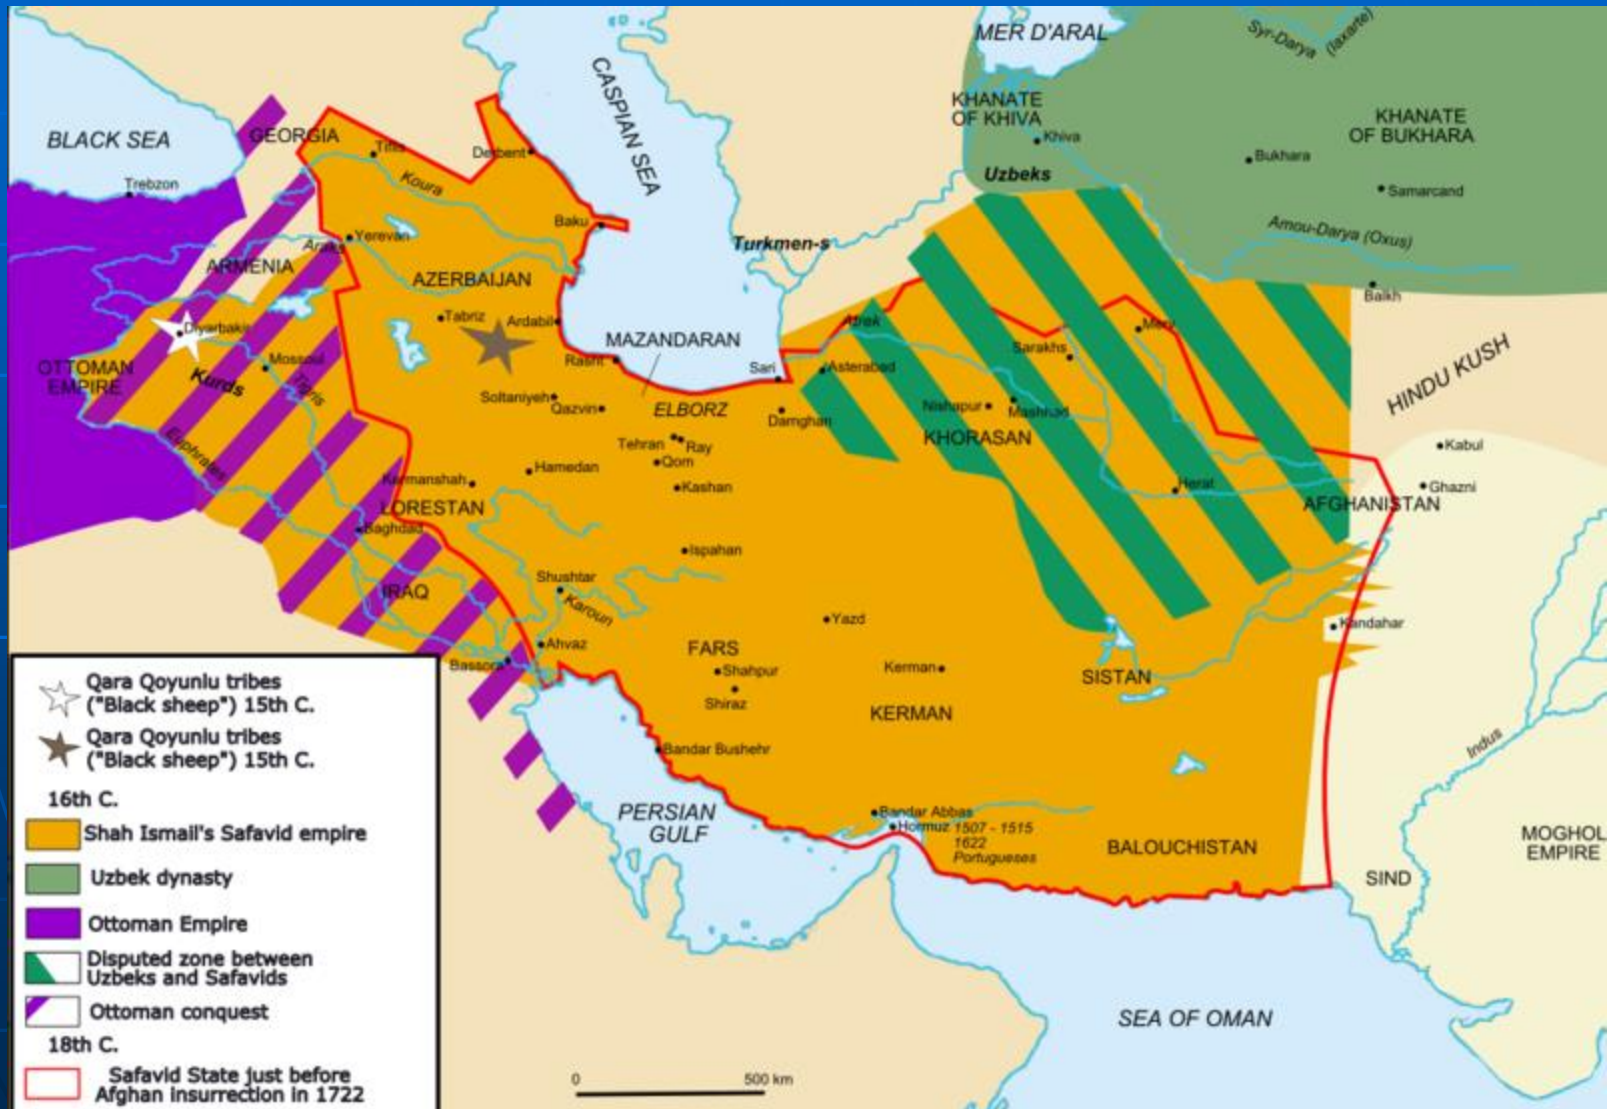 MER D'ARAL
Syr-Darya
(Iaxarte)
CASPIAN SEA
KHANATE
OF KHIVA
Khiva
KHANATE
OF BUKHARA
BLACK SEA
GEORGIA
Tiflis
Derbent
Koura
Bukhara
Uzbeks
Samarcand
Trebzon
Baku
Yerevan
Araks
Turkmen-s
Amou-Darya (Oxus)
ARMENIA
AZERBAIJAN
Balkh
Diyarbakir
Tabriz
Ardabil
MAZANDARAN
Atrek
Merv
Sarakhs
HINDU KUSH
OTTOMAN
EMPIRE
Mossoul
Kurds
Tigris
Rasht
Sari
Asterabad
Soltaniyeh
Qazvin
ELBORZ
Damghan
Nishapur
Mashhad
KHORASAN
Euphrates
Tehran
Ray
Qom
Kabul
Hamedan
Karmanshah
Kashan
Herat
Ghazni
LORESTAN
AFGHANISTAN
Baghdad
Ispahan
IRAQ
Shushtar
Karoun
Yazd
Kandahar
Ahvaz
FARS
Bassora
Shahpur
Kerman
SISTAN
Shiraz
KERMAN
Bandar Bushehr
Indus
PERSIAN
GULF
Bandar Abbas
Hormuz
1507 - 1515
1622
Portugueses
BALOUCHISTAN
MOGHOL
EMPIRE
SIND
SEA OF OMAN
0
500 km
Qara Qoyunlu tribes
("Black sheep") 15th C.
Qara Qoyunlu tribes
("Black sheep") 15th C.
16th C.
Shah Ismail's Safavid empire
Uzbek dynasty
Ottoman Empire
Disputed zone between
Uzbeks and Safavids
Ottoman conquest
18th C.
Safavid State just before
Afghan insurrection in 1722